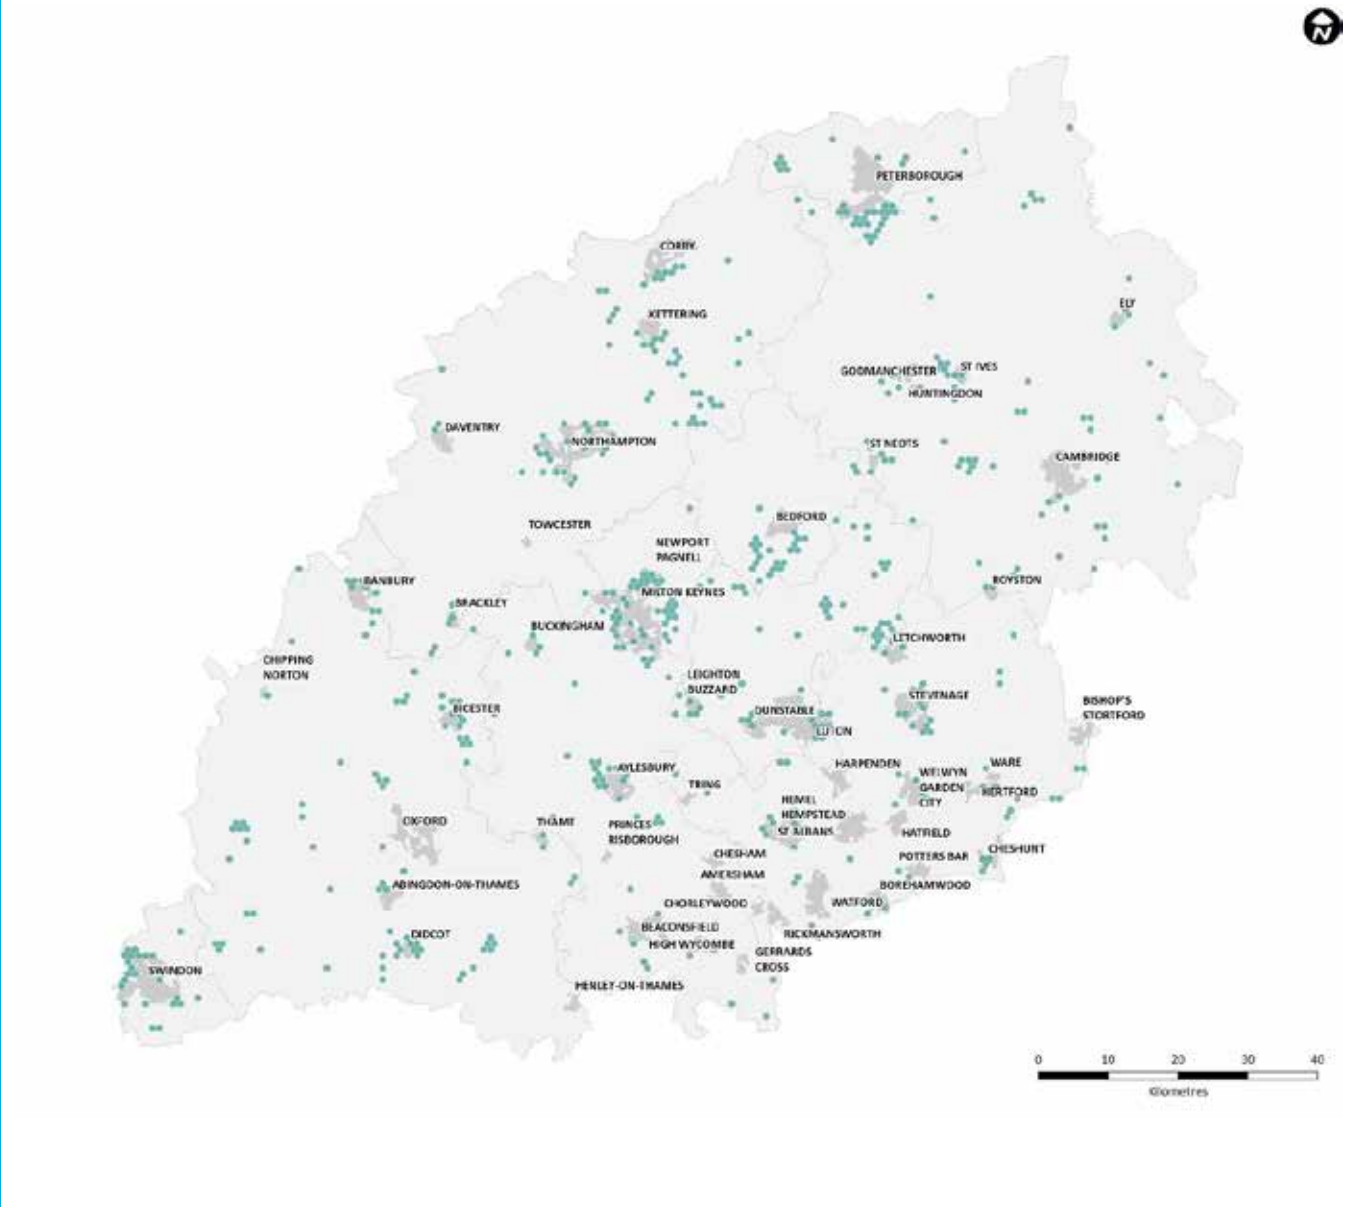 N
PETERBOROUGH
CORBY
ELY
KETTERING
GODMANCHESTER
ST IVES
HUNTINGDON
DAVENTRY
NORTHAMPTON
ST NEOTS
CAMBRIDGE
TOWCESTER
BEDFORD
NEWPORT
PAGNELL
BANBURY
ROYSTON
MILTON KEYNES
BRACKLEY
BUCKINGHAM
LETCHWORTH
CHIPPING
NORTON
LEIGHTON
BUZZARD
STEVENAGE
BISHOP'S
STORTFORD
BICESTER
DUNSTABLE
LUTON
HARPENDEN
WARE
AYLESBURY
WELWYN
GARDEN
CITY
TRING
HERTFORD
HEMEL
HEMPSTEAD
OXFORD
THAME
PRINCES
RISBOROUGH
ST ALBANS
HATFIELD
CHESHUNT
CHESHAM
POTTERS BAR
AMERSHAM
ABINGDON-ON-THAMES
BOREHAMWOOD
CHORLEYWOOD
WATFORD
DIDCOT
BEACONSFIELD
RICKMANSWORTH
HIGH WYCOMBE
GERRARDS
CROSS
SWINDON
HENLEY-ON-THAMES
0 10 20 30 40
Kilometres